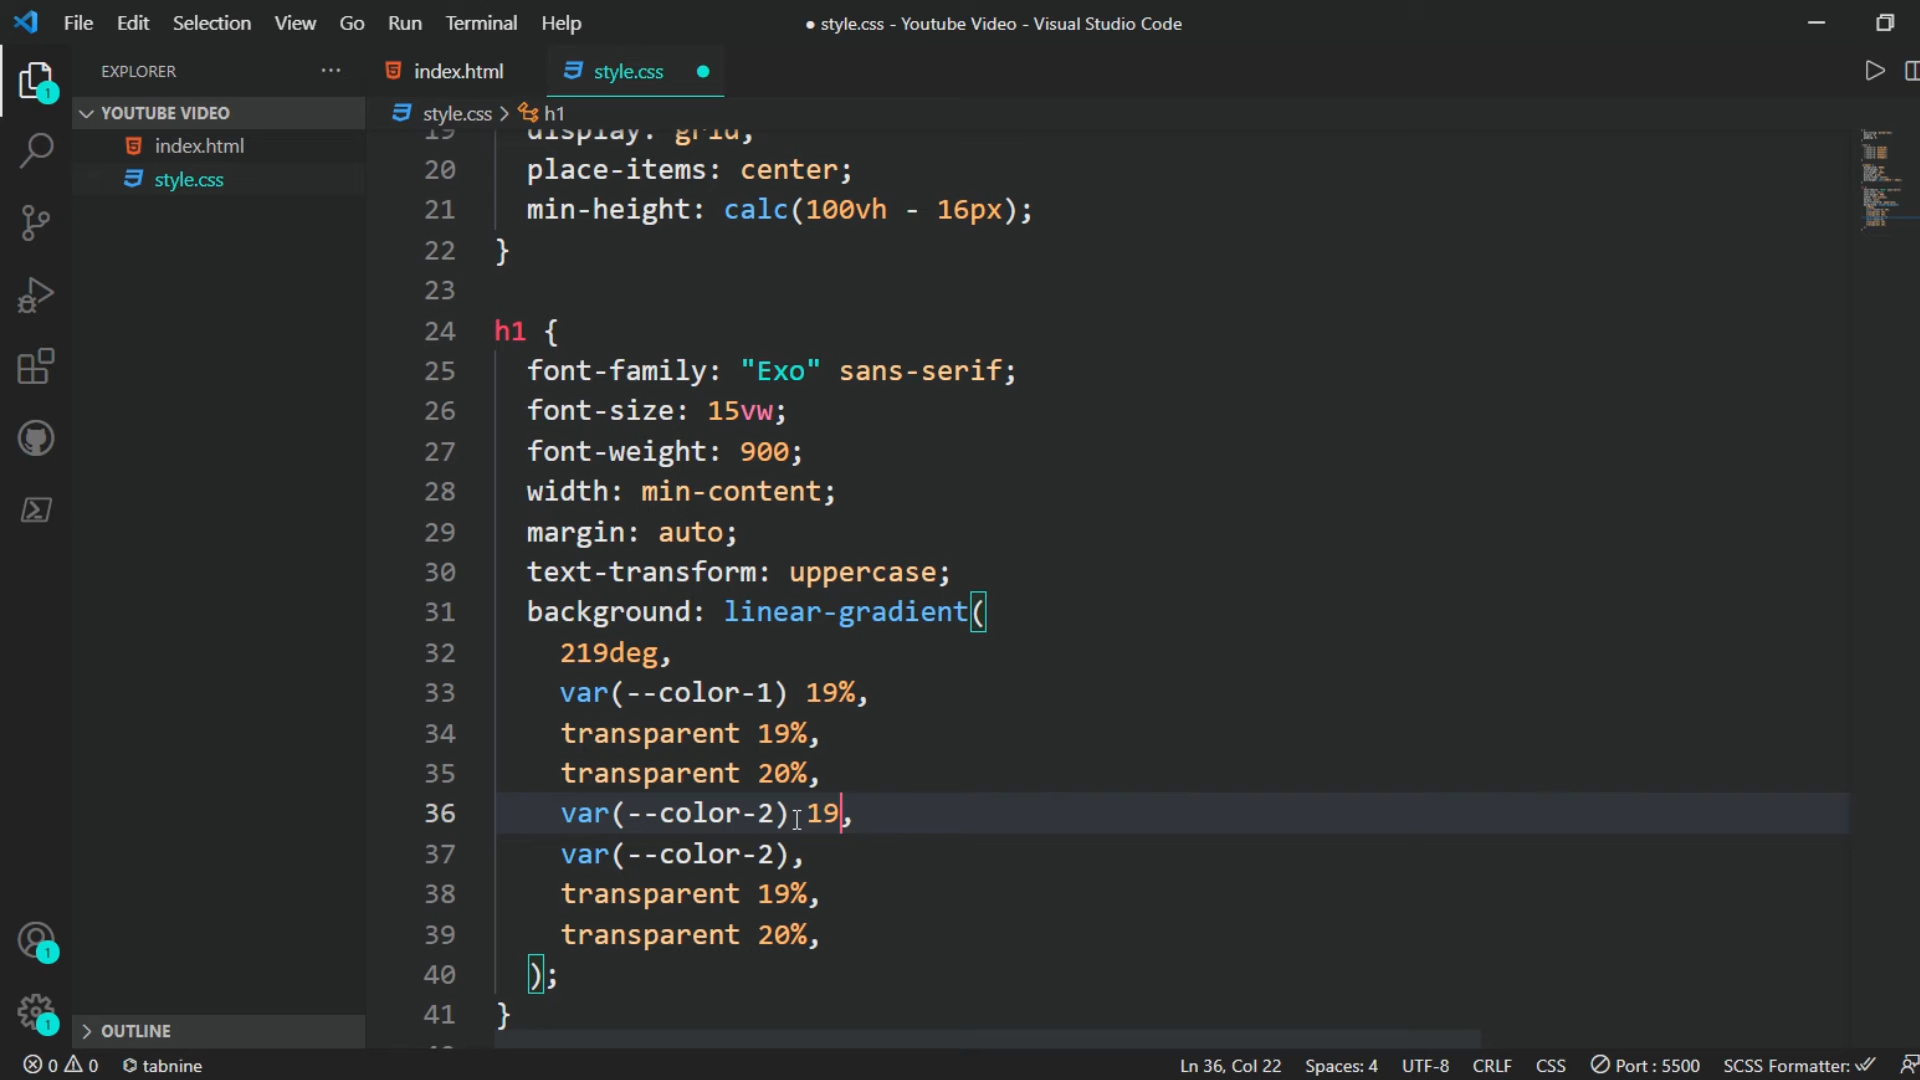 File Edit Selection View Go Run Terminal Help
● style.css - Youtube Video - Visual Studio Code
EXPLORER ···
index.html
style.css
1
YOUTUBE VIDEO
style.css > h1
index.html
style.css
19 display: grid;
20 place-items: center;
21 min-height: calc(100vh - 16px);
22 }
23
24 h1 {
25 font-family: "Exo" sans-serif;
26 font-size: 15vw;
27 font-weight: 900;
28 width: min-content;
29 margin: auto;
30 text-transform: uppercase;
31 background: linear-gradient(
32 219deg,
33 var(--color-1) 19%,
34 transparent 19%,
35 transparent 20%,
36 var(--color-2) 19,
37 var(--color-2),
38 transparent 19%,
39 transparent 20%,
40 );
41 }
1
1
OUTLINE
0 0 tabnine
Ln 36, Col 22 Spaces: 4 UTF-8 CRLF CSS Port : 5500 SCSS Formatter: